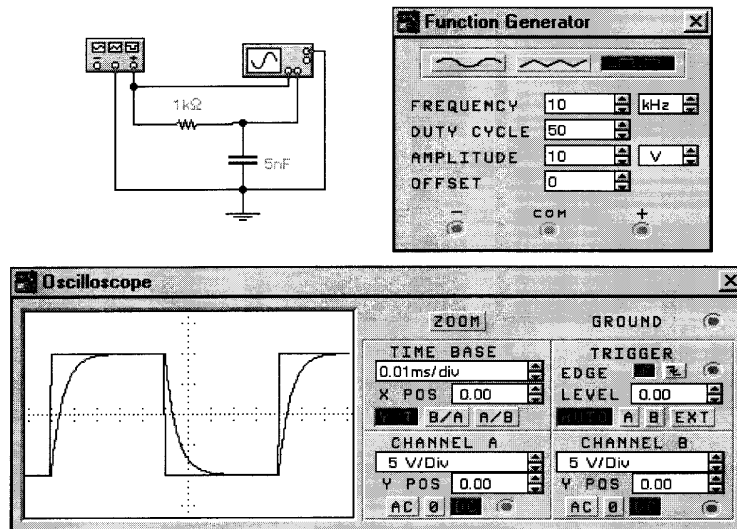 Function Generator
1kΩ
5nF
FREQUENCY 10 kHz
DUTY CYCLE 50
AMPLITUDE 10 V
OFFSET 0
− COM +
Oscilloscope
ZOOM GROUND
TIME BASE
0.01ms/div
X POS 0.00
Y/T B/A A/B
TRIGGER
EDGE
LEVEL 0.00
AUTO A B EXT
CHANNEL A
5 V/Div
Y POS 0.00
AC 0
CHANNEL B
5 V/Div
Y POS 0.00
AC 0